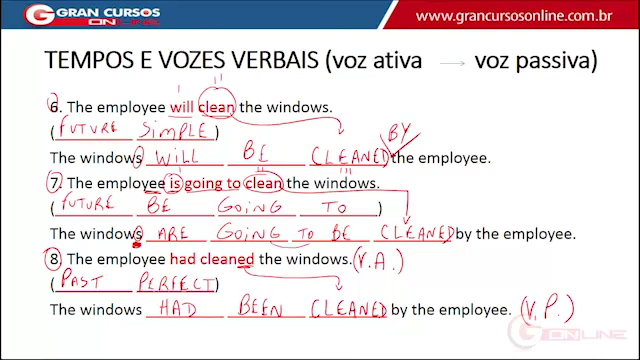 GRAN CURSOS
ONLINE
www.grancursosonline.com.br
TEMPOS E VOZES VERBAIS (voz ativa → voz passiva)
6. The employee will clean the windows.
(FUTURE SIMPLE)
BY
The windows WILL BE CLEANED the employee.
7. The employee is going to clean the windows.
(FUTURE BE GOING TO)
The windows ARE GOING TO BE CLEANED by the employee.
8. The employee had cleaned the windows. (V.A.)
(PAST PERFECT)
The windows HAD BEEN CLEANED by the employee. (V.P.)
GRAN CURSOS
ONLINE